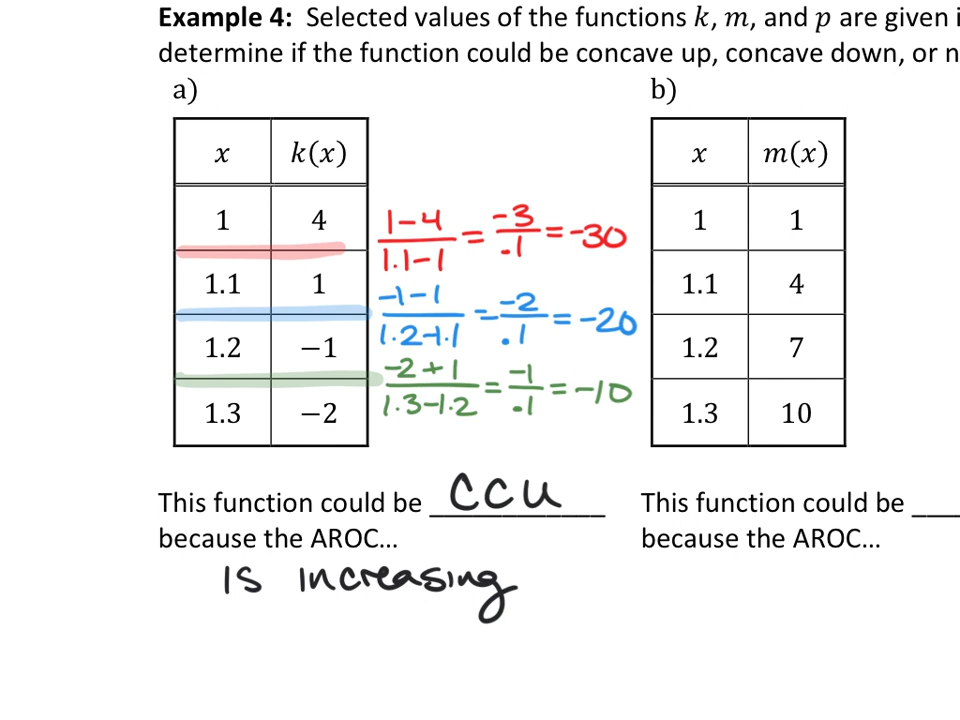 Example 4: Selected values of the functions k, m, and p are given i
determine if the function could be concave up, concave down, or n
a)
x k(x)
1 4
1.1 1
1.2 −1
1.3 −2
1-4/1.1-1 = -3/.1 = -30
-1-1/1.2-1.1 = -2/.1 = -20
-2+1/1.3-1.2 = -1/.1 = -10
This function could be ccu
because the AROC...
is increasing
b)
x m(x)
1 1
1.1 4
1.2 7
1.3 10
This function could be ___
because the AROC...